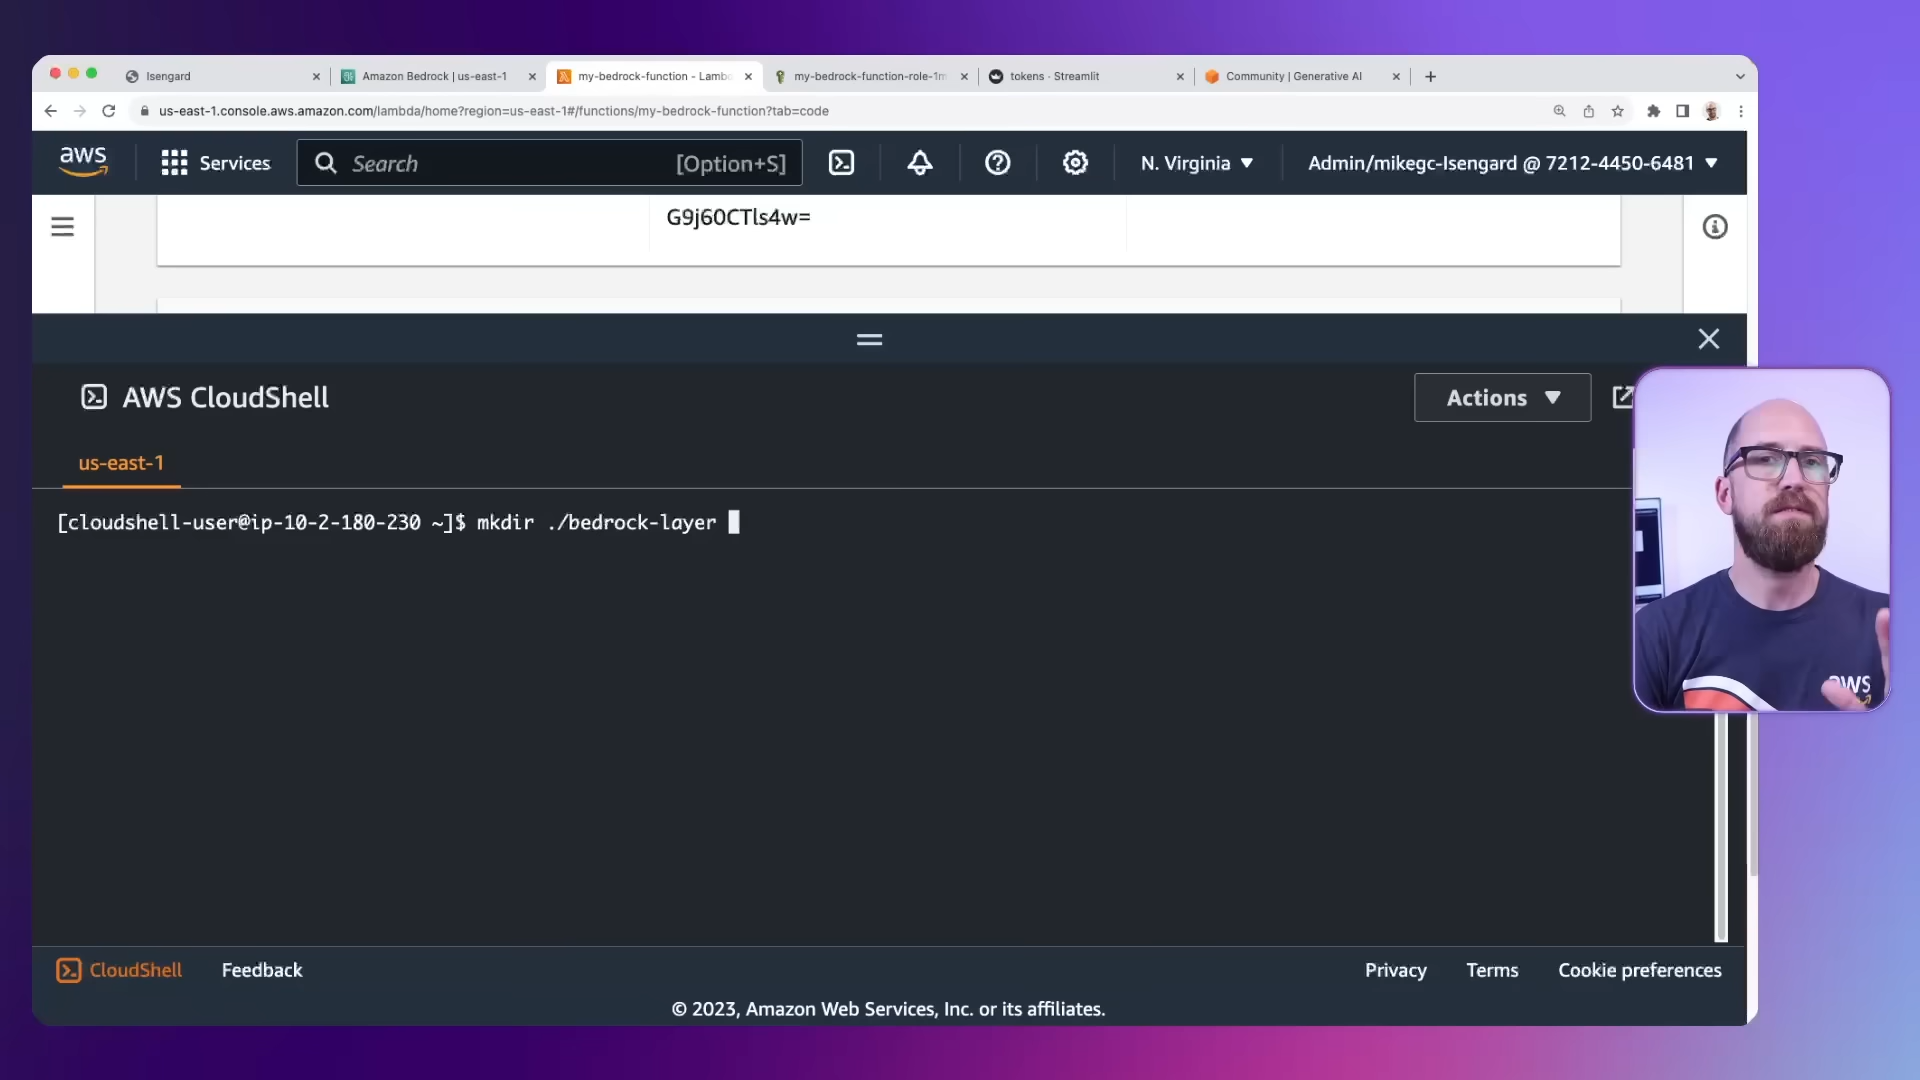 Isengard
Amazon Bedrock | us-east-1
my-bedrock-function - Lambd
my-bedrock-function-role-1m
tokens · Streamlit
Community | Generative AI
us-east-1.console.aws.amazon.com/lambda/home?region=us-east-1#/functions/my-bedrock-function?tab=code
aws
Services
Search
[Option+S]
N. Virginia
Admin/mikegc-Isengard @ 7212-4450-6481
G9j60CTls4w=
AWS CloudShell
Actions
us-east-1
[cloudshell-user@ip-10-2-180-230 ~]$ mkdir ./bedrock-layer
aws
CloudShell
Feedback
Privacy
Terms
Cookie preferences
© 2023, Amazon Web Services, Inc. or its affiliates.